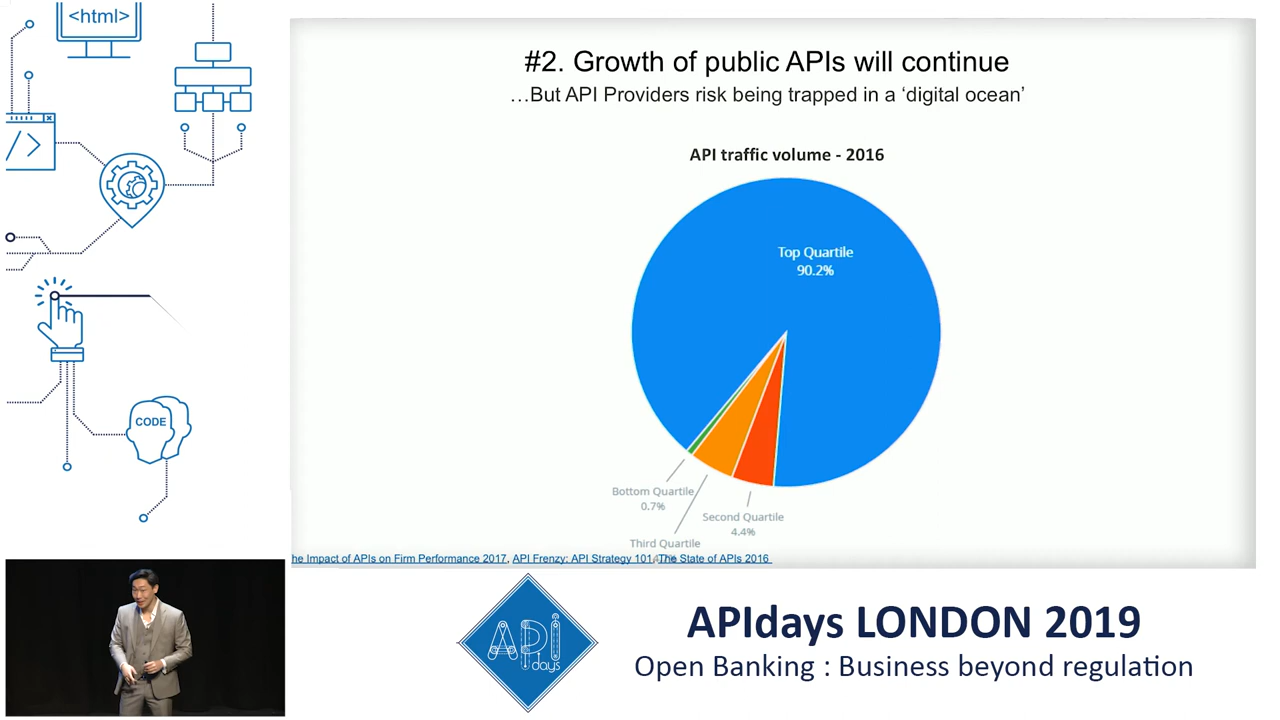 <html>
</>
CODE
#2. Growth of public APIs will continue
…But API Providers risk being trapped in a ‘digital ocean’
API traffic volume - 2016
Top Quartile
90.2%
Bottom Quartile
0.7%
Second Quartile
4.4%
Third Quartile
he Impact of APIs on Firm Performance 2017, API Frenzy: API Strategy 101, The State of APIs 2016
API
days
APIdays LONDON 2019
Open Banking : Business beyond regulation